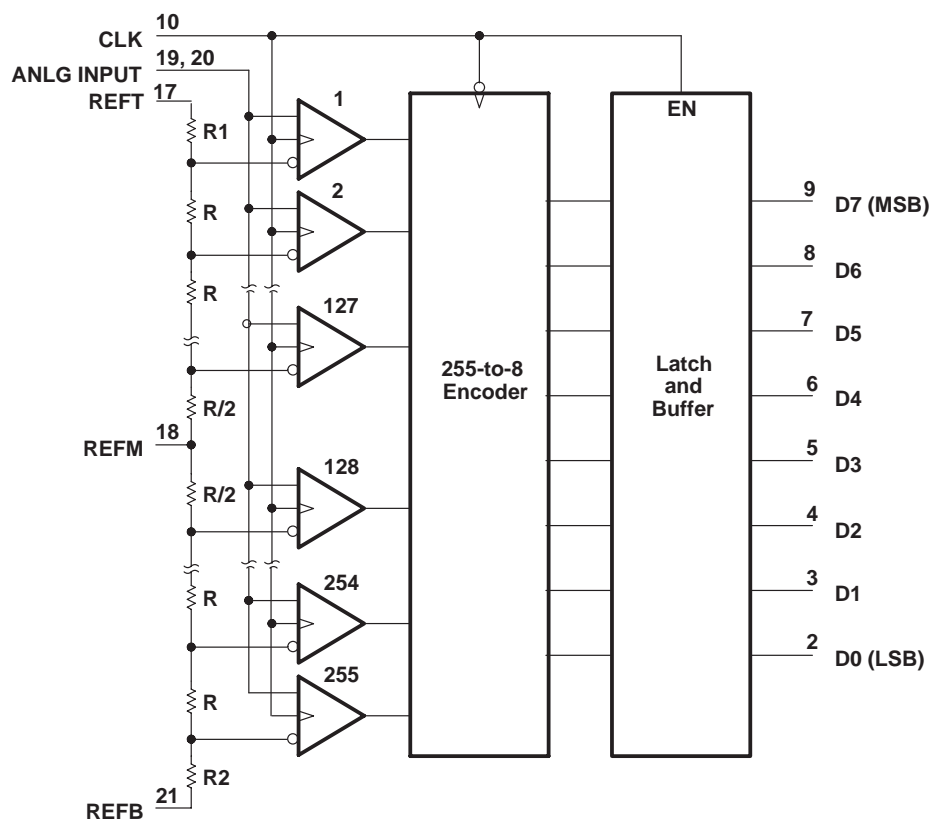 10
CLK
19, 20
ANLG INPUT
17
REFT
R1
1
EN
R
2
9
D7 (MSB)
8
D6
R
127
7
D5
255-to-8
Encoder
Latch
and
Buffer
6
D4
R/2
18
REFM
5
D3
R/2
128
4
D2
R
254
3
D1
2
D0 (LSB)
R
255
R2
21
REFB